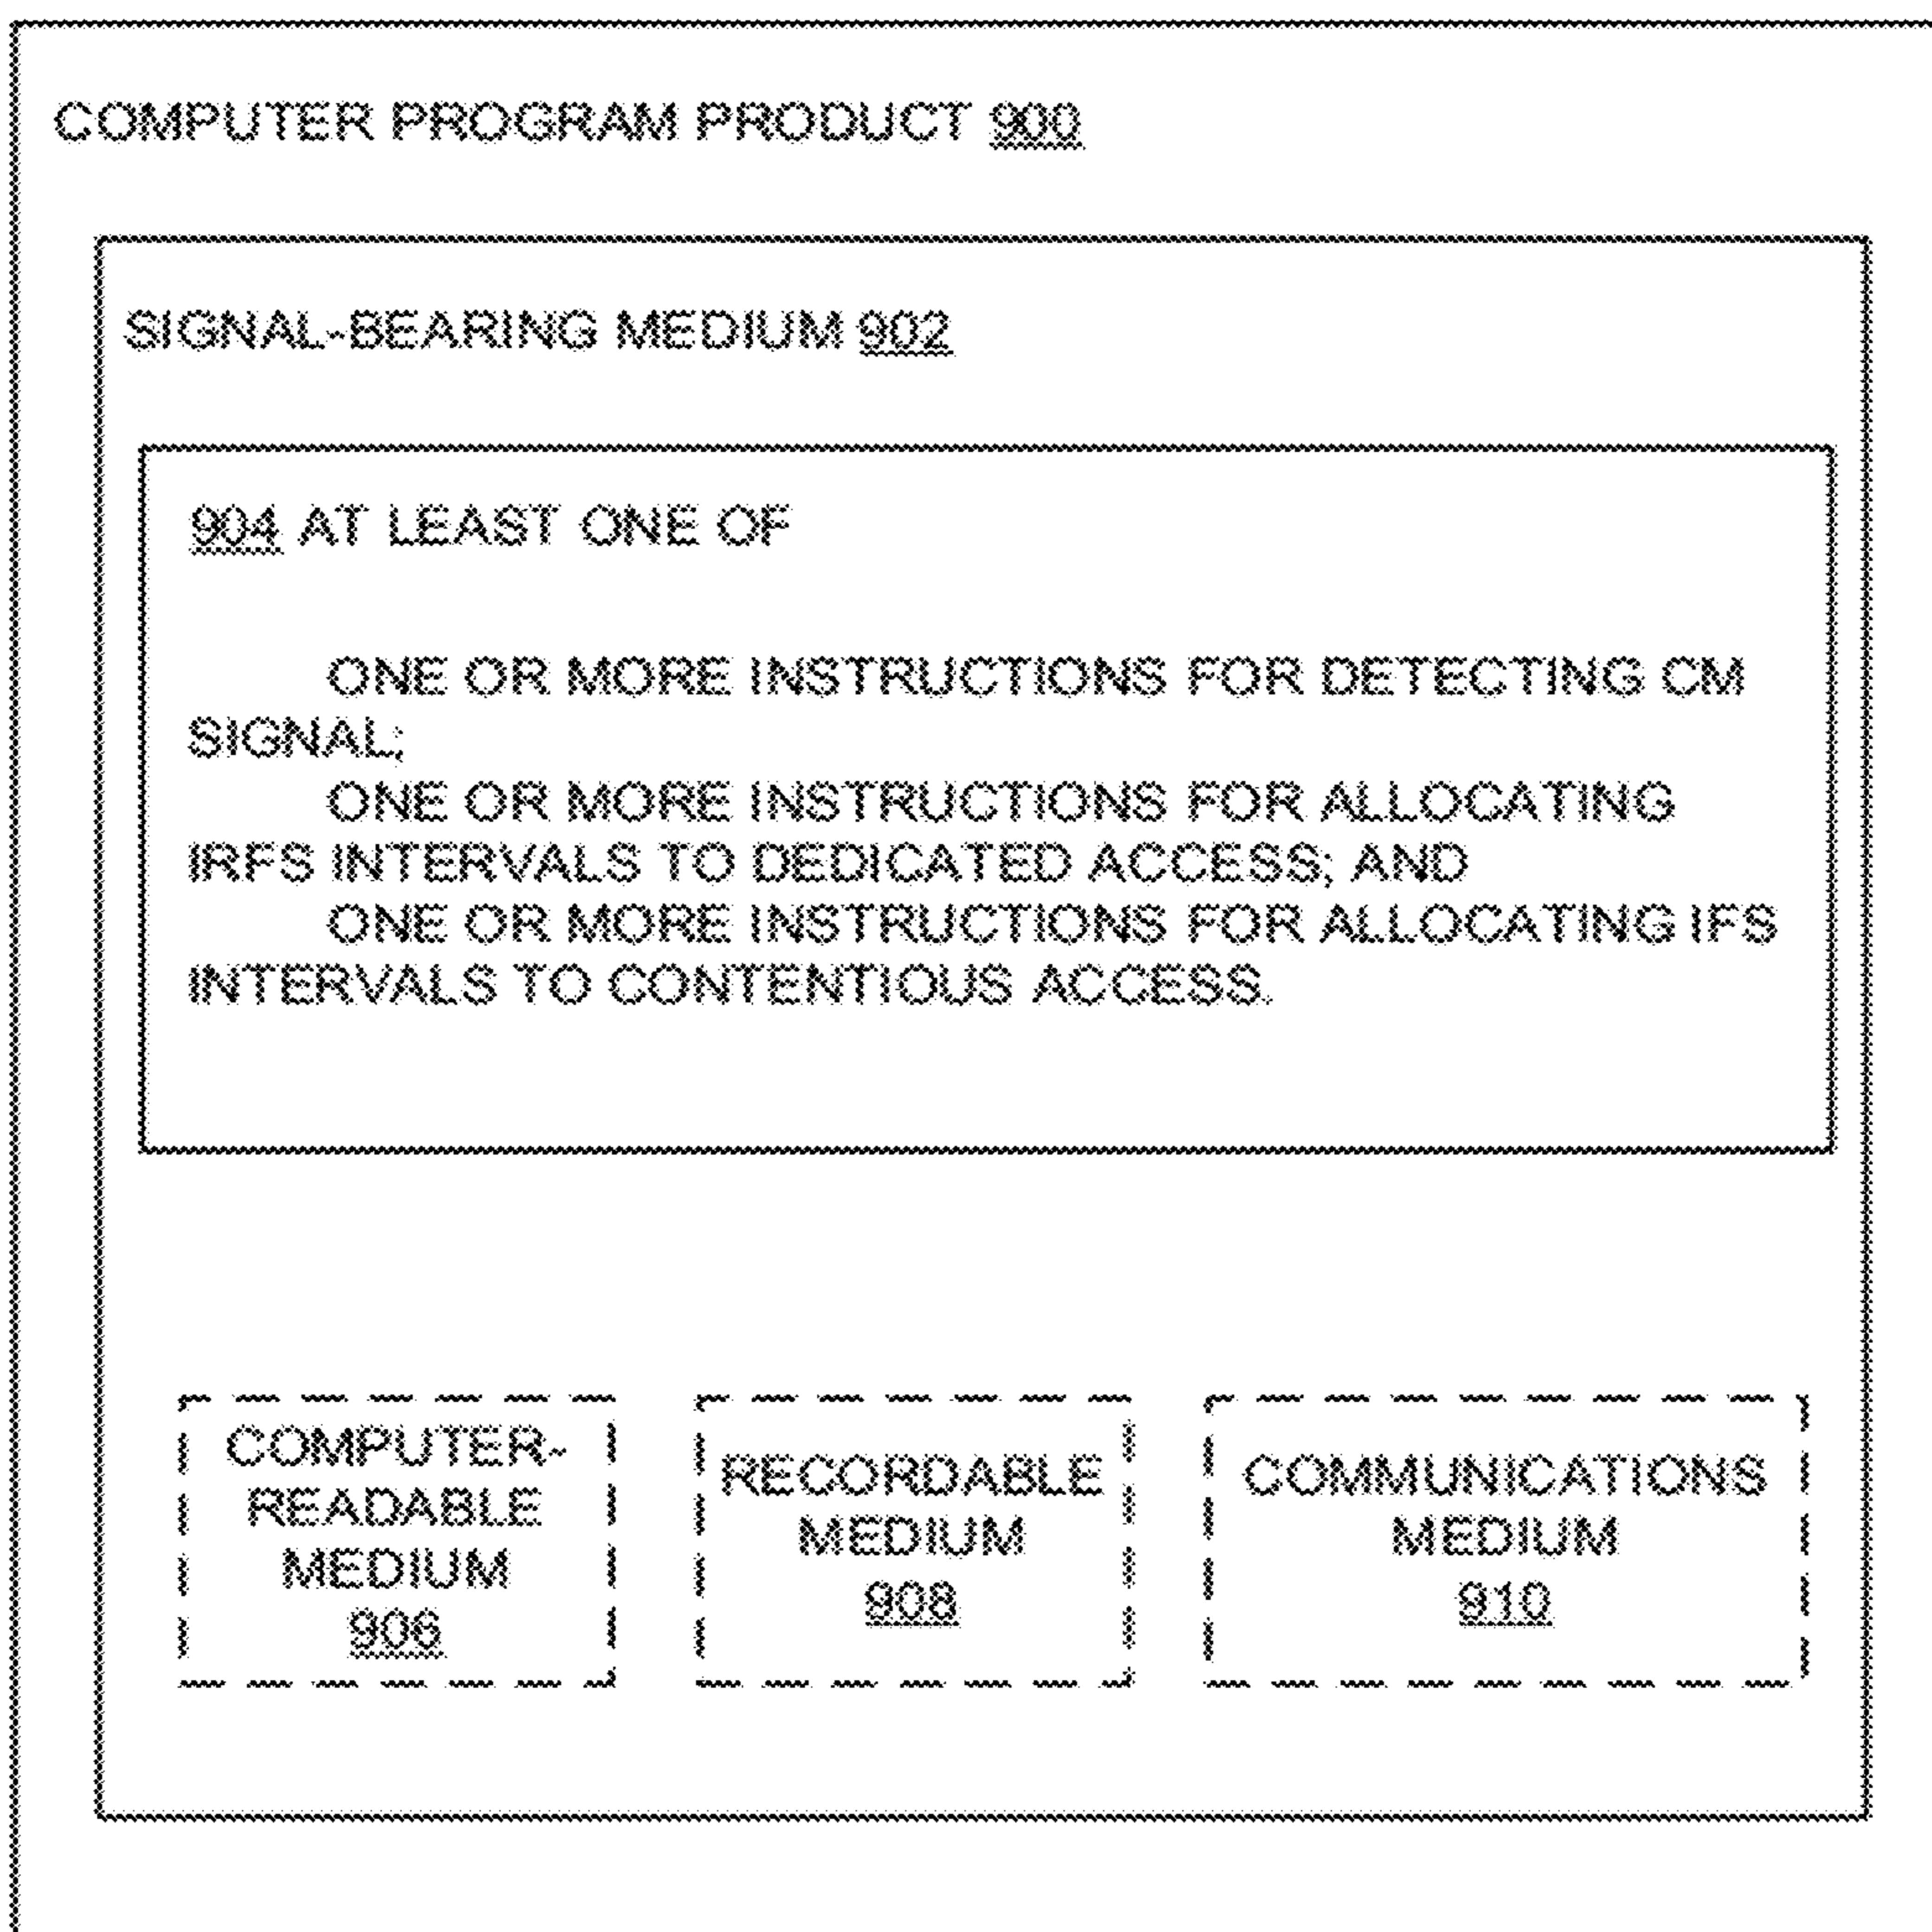 COMPUTER PROGRAM PRODUCT 900
SIGNAL-BEARING MEDIUM 902
904 AT LEAST ONE OF
ONE OR MORE INSTRUCTIONS FOR DETECTING CM
SIGNAL;
ONE OR MORE INSTRUCTIONS FOR ALLOCATING
IRFS INTERVALS TO DEDICATED ACCESS; AND
ONE OR MORE INSTRUCTIONS FOR ALLOCATING IFS
INTERVALS TO CONTENTIOUS ACCESS.
COMPUTER-
READABLE
MEDIUM
906
RECORDABLE
MEDIUM
908
COMMUNICATIONS
MEDIUM
910